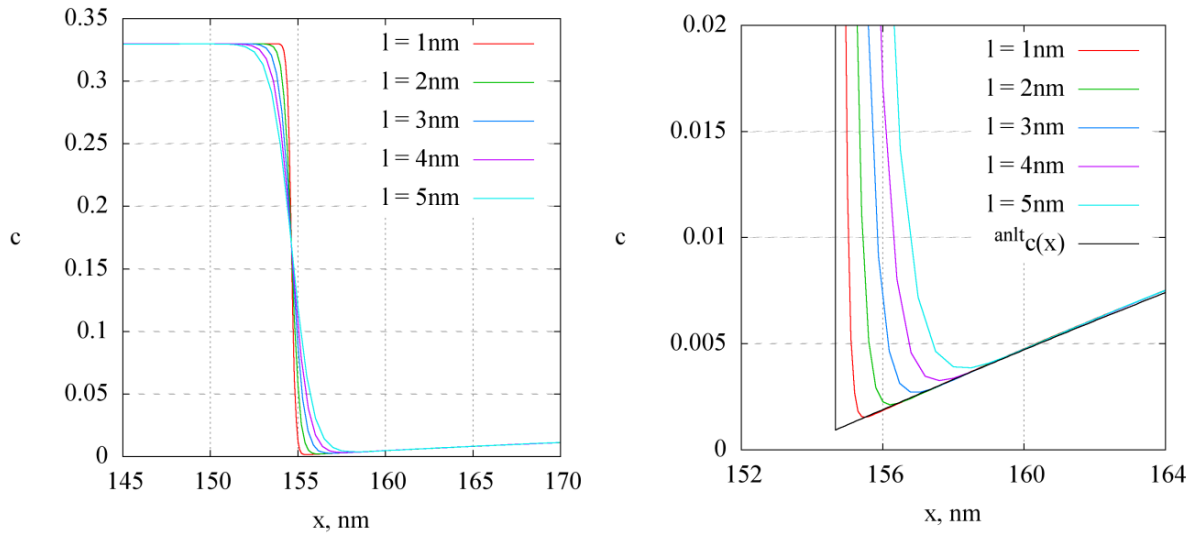 0.35
0.3
0.25
0.2
0.15
0.1
0.05
0
c
145
150
155
160
165
170
x, nm
l = 1nm
l = 2nm
l = 3nm
l = 4nm
l = 5nm
0.02
0.015
0.01
0.005
0
c
152
156
160
164
x, nm
l = 1nm
l = 2nm
l = 3nm
l = 4nm
l = 5nm
anlt c(x)